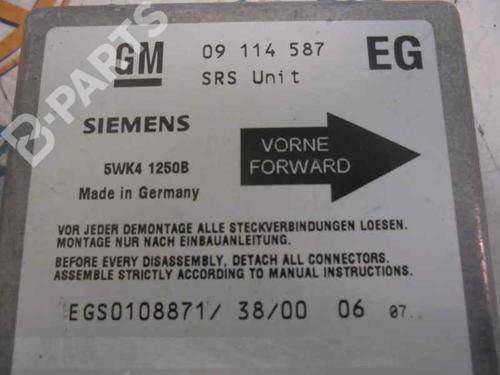 GM 09 114 587 EG
SRS Unit
SIEMENS
VORNE
FORWARD
5WK4 1250B
Made in Germany
VOR JEDER DEMONTAGE ALLE STECKVERBINDUNGEN LOESEN.
MONTAGE NUR NACH EINBAUANLEITUNG.
BEFORE EVERY DISASSEMBLY, DETACH ALL CONNECTORS.
ASSEMBLE STRICTLY ACCORDING TO MANUAL INSTRUCTIONS.
EGS0108871/ 38/00 06 07..
B-PARTS